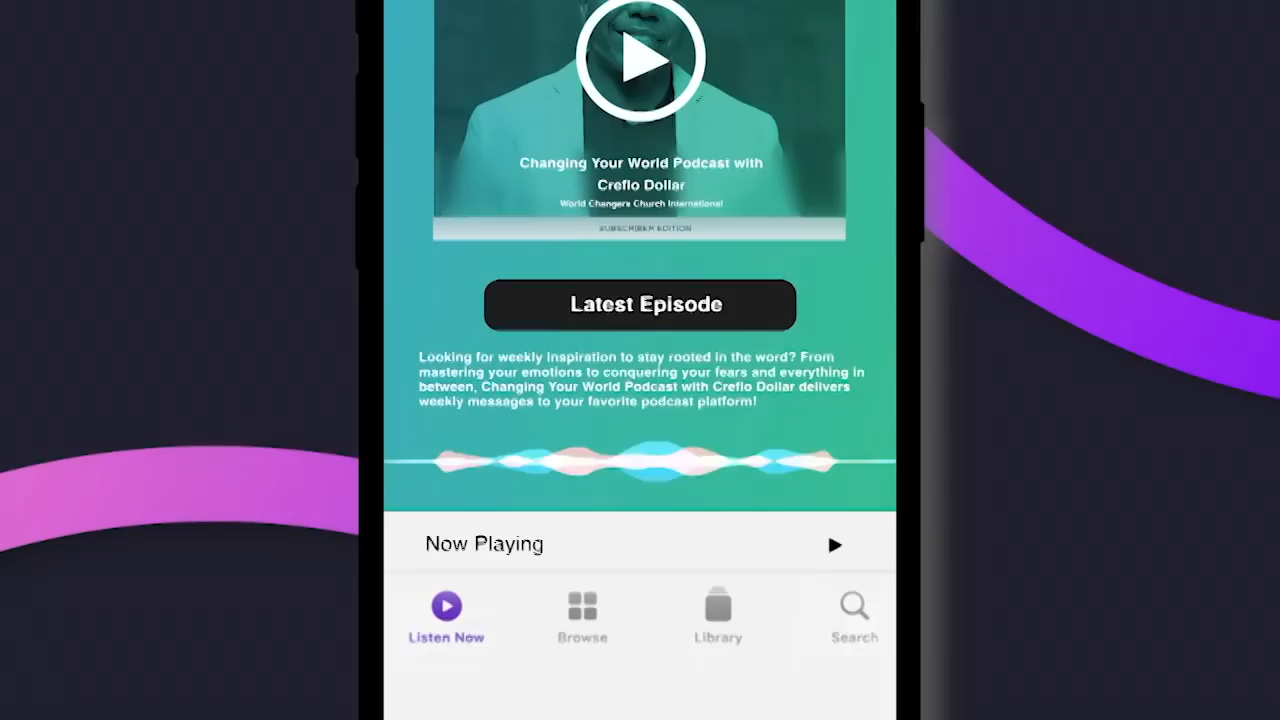 Changing Your World Podcast with
Creflo Dollar
World Changers Church International
SUBSCRIBER EDITION
Latest Episode
Looking for weekly inspiration to stay rooted in the word? From
mastering your emotions to conquering your fears and everything in
between, Changing Your World Podcast with Creflo Dollar delivers
weekly messages to your favorite podcast platform!
Now Playing
Listen Now
Browse
Library
Search